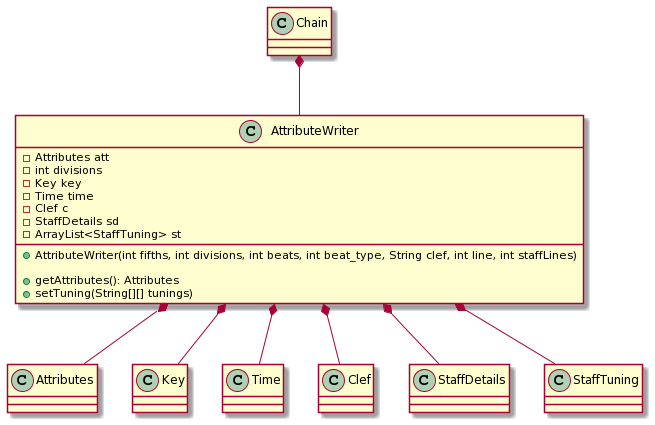 C Chain
C AttributeWriter
Attributes att
int divisions
Key key
Time time
Clef c
StaffDetails sd
ArrayList<StaffTuning> st
AttributeWriter(int fifths, int divisions, int beats, int beat_type, String clef, int line, int staffLines)
getAttributes(): Attributes
setTuning(String[][] tunings)
C Attributes
C Key
C Time
C Clef
C StaffDetails
C StaffTuning